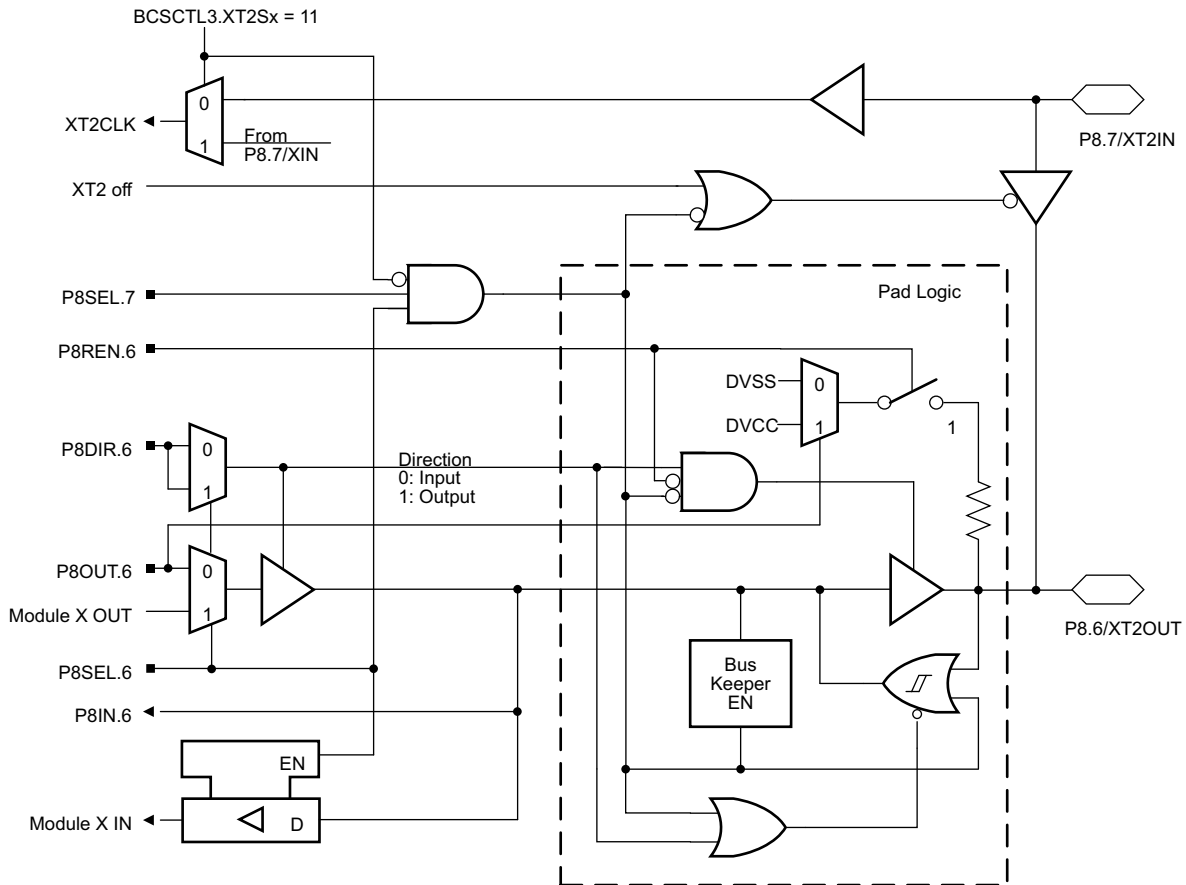 BCSCTL3.XT2Sx = 11
0
XT2CLK
1
From
P8.7/XIN
P8.7/XT2IN
XT2 off
P8SEL.7
Pad Logic
P8REN.6
DVSS
0
DVCC
1
1
P8DIR.6
0
1
Direction
0: Input
1: Output
P8OUT.6
0
Module X OUT
1
P8.6/XT2OUT
P8SEL.6
Bus
Keeper
EN
P8IN.6
EN
Module X IN
D